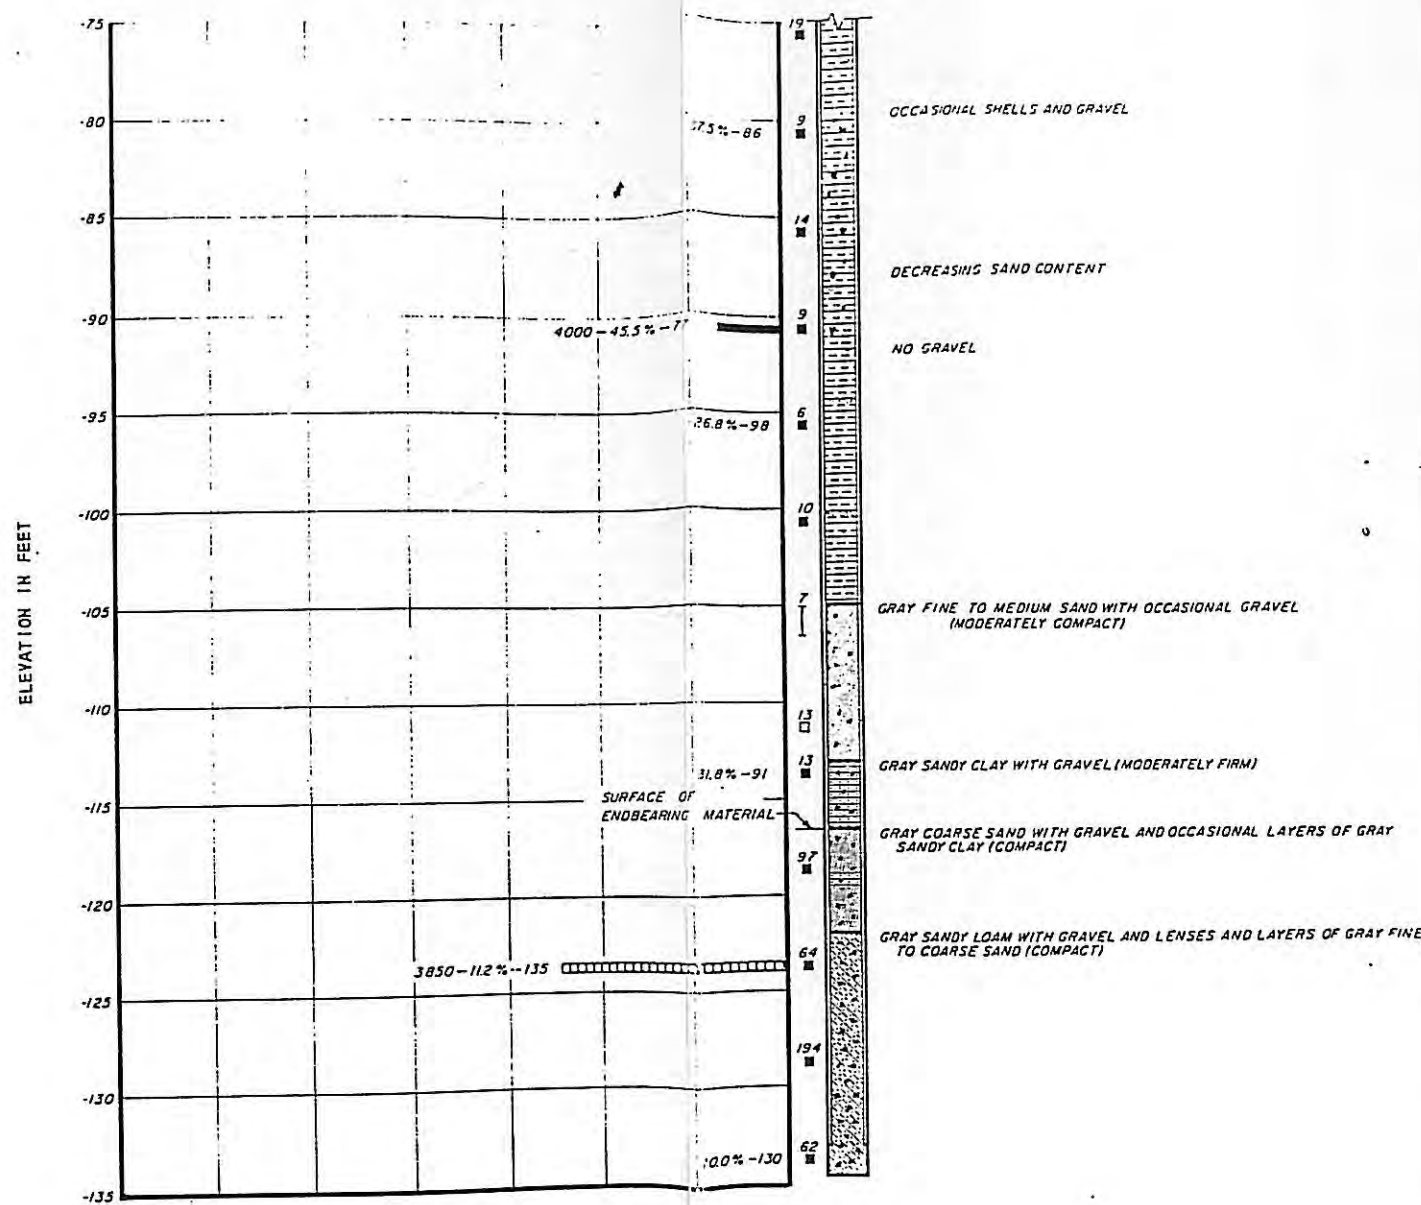 -75
19
-80
9
OCCASIONAL SHELLS AND GRAVEL
7.5%-86
-85
14
DECREASING SAND CONTENT
-90
9
4000-45.5%-7
NO GRAVEL
-95
6
26.8%-98
-100
10
ELEVATION IN FEET
-105
7
GRAY FINE TO MEDIUM SAND WITH OCCASIONAL GRAVEL
(MODERATELY COMPACT)
-110
13
13
GRAY SANDY CLAY WITH GRAVEL (MODERATELY FIRM)
31.8%-91
SURFACE OF
-115
ENDBEARING MATERIAL
GRAY COARSE SAND WITH GRAVEL AND OCCASIONAL LAYERS OF GRAY
SANDY CLAY (COMPACT)
97
-120
GRAY SANDY LOAM WITH GRAVEL AND LENSES AND LAYERS OF GRAY FINE
TO COARSE SAND (COMPACT)
64
3850-11.2%-135
-125
194
-130
62
0.0%-130
-135